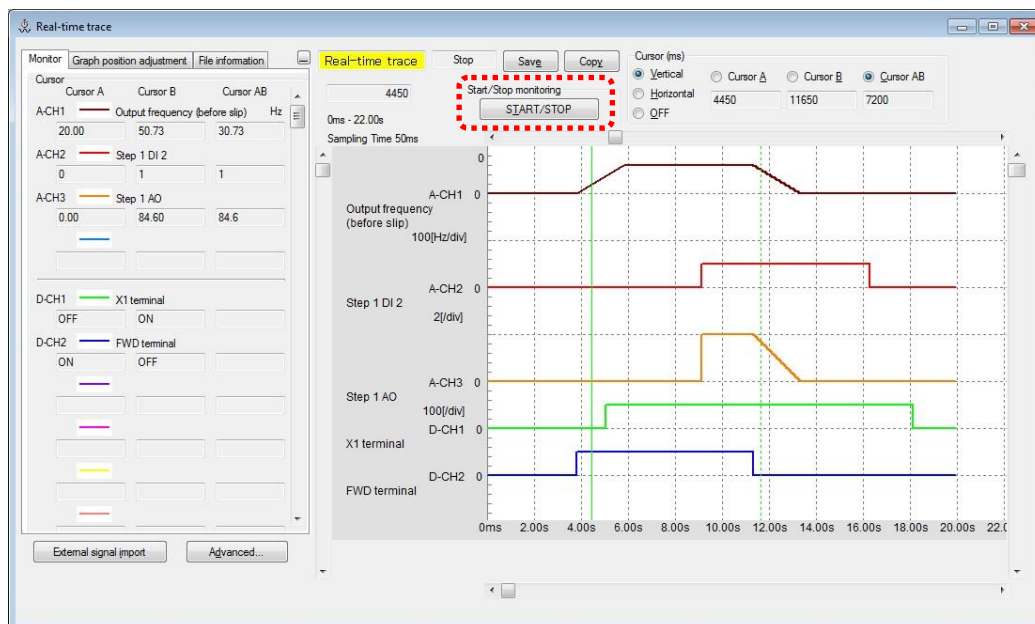 Real-time trace
Monitor Graph position adjustment File information
Cursor
Cursor A Cursor B Cursor AB
A-CH1 Output frequency (before slip) Hz
20.00 50.73 30.73
A-CH2 Step 1 DI 2
0 1 1
A-CH3 Step 1 AO
0.00 84.60 84.6
D-CH1 X1 terminal
OFF ON
D-CH2 FWD terminal
ON OFF
External signal import Advanced...
Real-time trace Stop Save Copy
4450
Start/Stop monitoring
START/STOP
0ms - 22.00s
Sampling Time 50ms
Cursor (ms)
Vertical Cursor A Cursor B Cursor AB
Horizontal 4450 11650 7200
OFF
0
A-CH1 0
Output frequency
(before slip)
100[Hz/div]
A-CH2 0
Step 1 DI 2
2[/div]
A-CH3 0
Step 1 AO
100[/div]
D-CH1 0
X1 terminal
D-CH2 0
FWD terminal
0ms 2.00s 4.00s 6.00s 8.00s 10.00s 12.00s 14.00s 16.00s 18.00s 20.00s 22.0